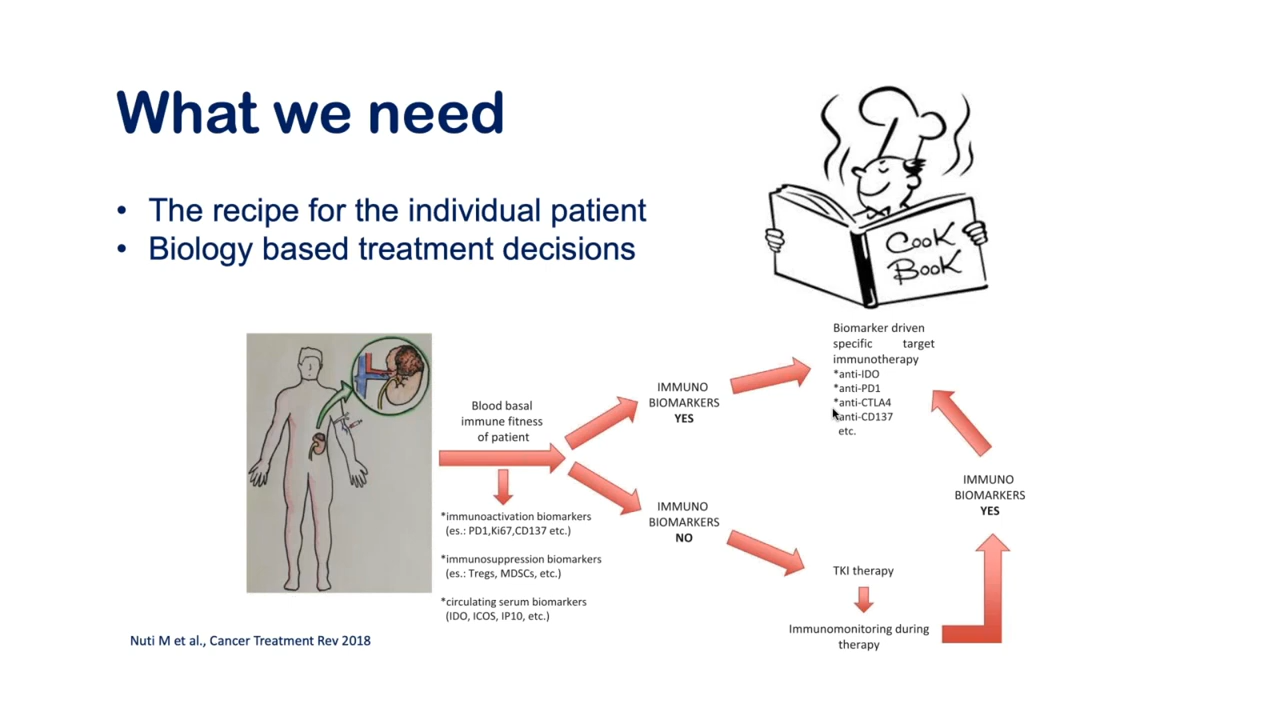 What we need
• The recipe for the individual patient
• Biology based treatment decisions
Cook
Book
Blood basal
immune fitness
of patient
*immunoactivation biomarkers
(es.: PD1,Ki67,CD137 etc.)
*immunosuppression biomarkers
(es.: Tregs, MDSCs, etc.)
*circulating serum biomarkers
(IDO, ICOS, IP10, etc.)
IMMUNO
BIOMARKERS
YES
IMMUNO
BIOMARKERS
NO
Biomarker driven
specific target
immunotherapy
*anti-IDO
*anti-PD1
*anti-CTLA4
*anti-CD137
etc.
TKI therapy
Immunomonitoring during
therapy
IMMUNO
BIOMARKERS
YES
Nuti M et al., Cancer Treatment Rev 2018